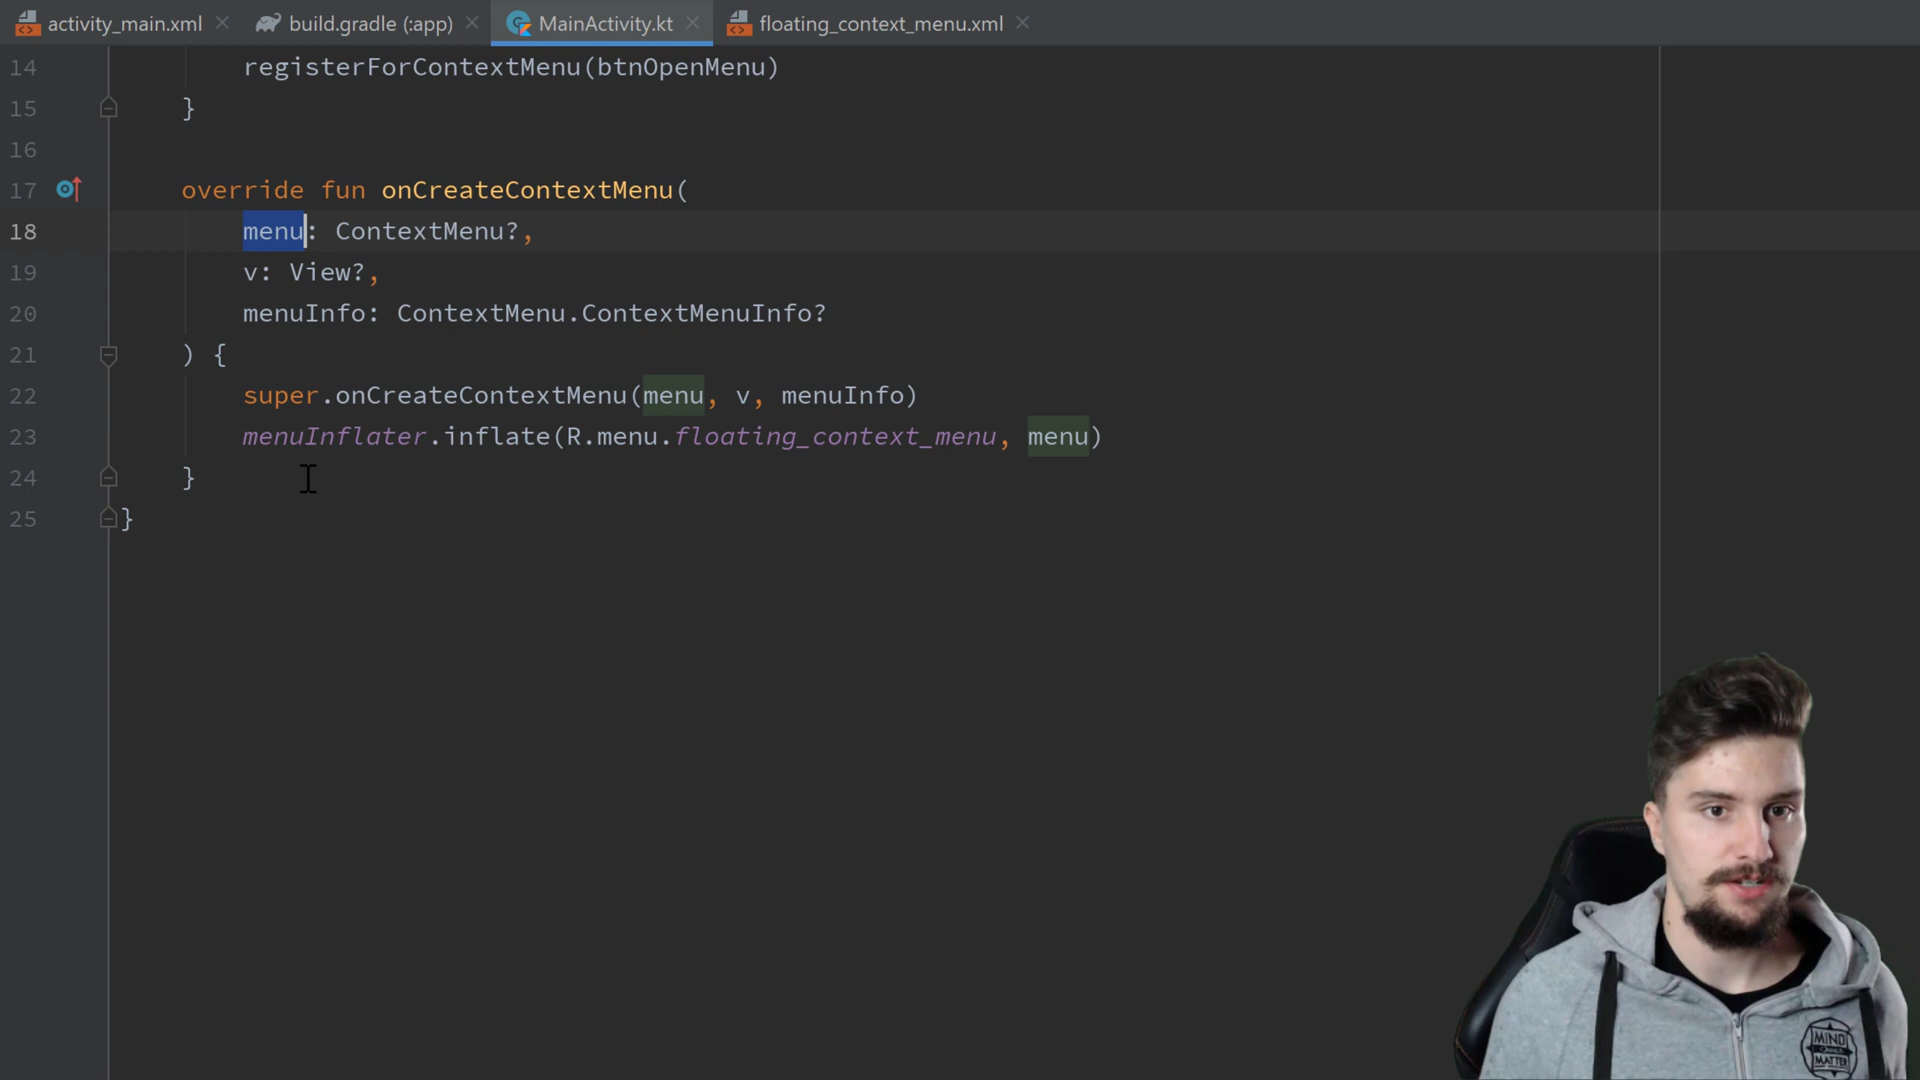 activity_main.xml build.gradle (:app) MainActivity.kt floating_context_menu.xml
14 registerForContextMenu(btnOpenMenu)
15 }
16
17 override fun onCreateContextMenu(
18 menu: ContextMenu?,
19 v: View?,
20 menuInfo: ContextMenu.ContextMenuInfo?
21 ) {
22 super.onCreateContextMenu(menu, v, menuInfo)
23 menuInflater.inflate(R.menu.floating_context_menu, menu)
24 }
25 }
MIND
MATTER